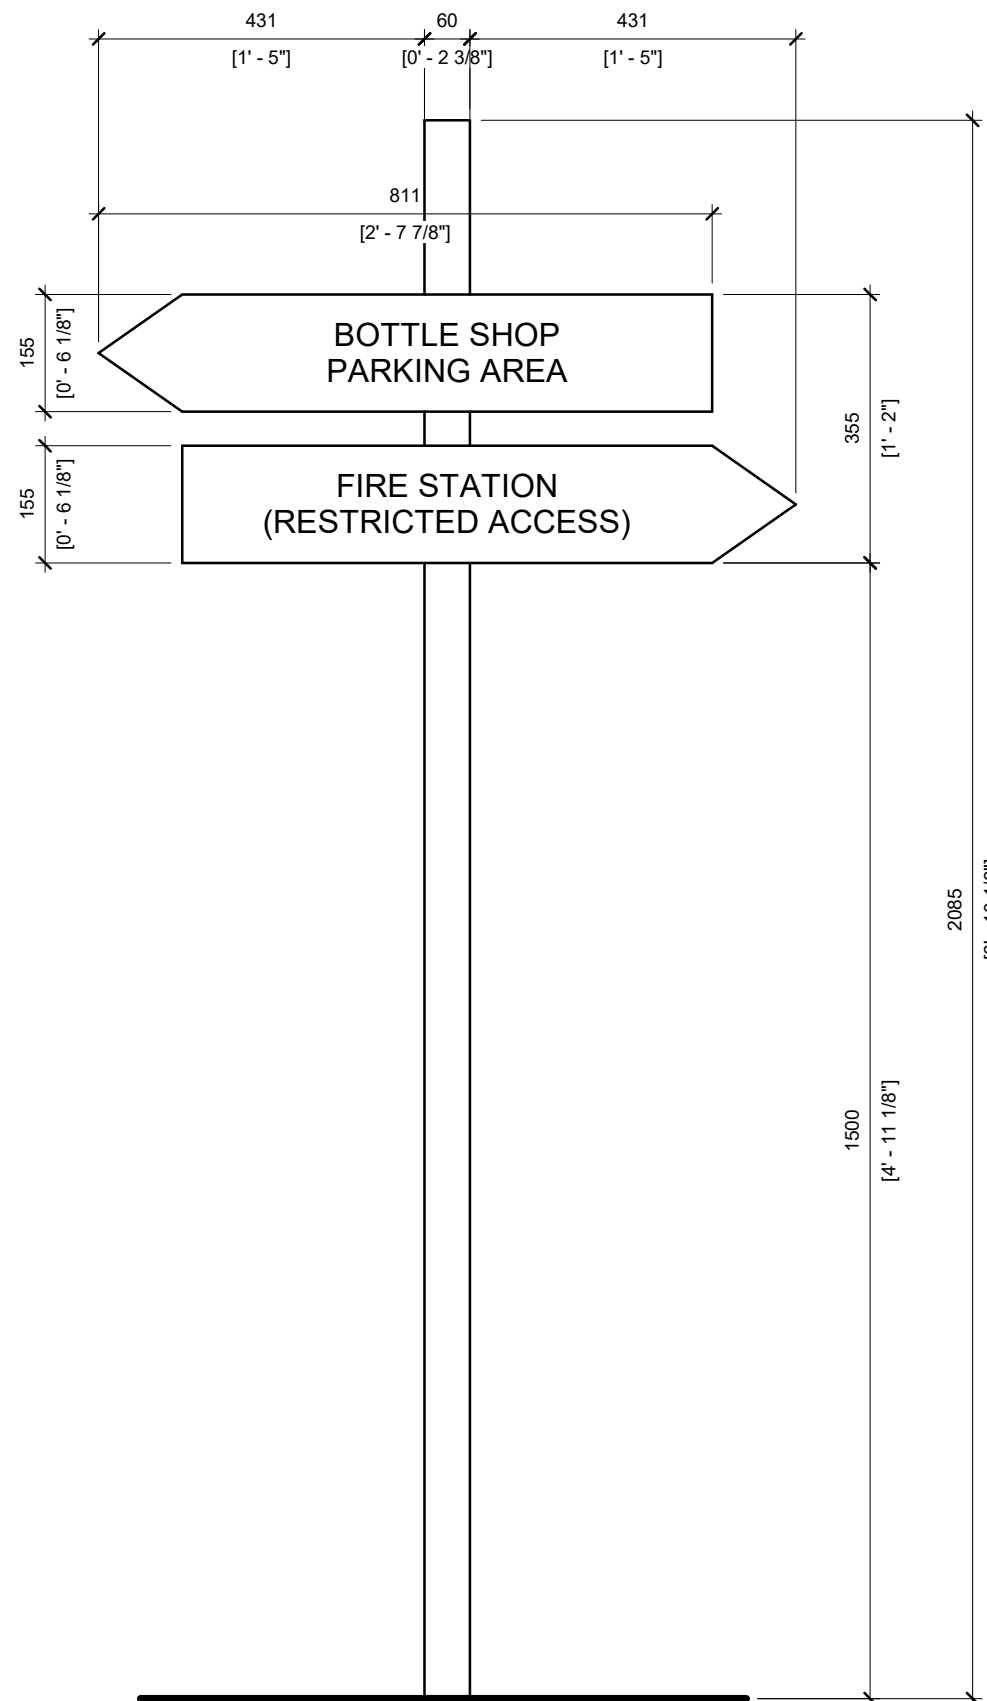 431
60
431
[1' - 5"]
[0' - 2 3/8"]
[1' - 5"]
811
[2' - 7 7/8"]
155
[0' - 6 1/8"]
BOTTLE SHOP
PARKING AREA
355
[1' - 2"]
155
[0' - 6 1/8"]
FIRE STATION
(RESTRICTED ACCESS)
2085
1500
[4' - 11 1/8"]